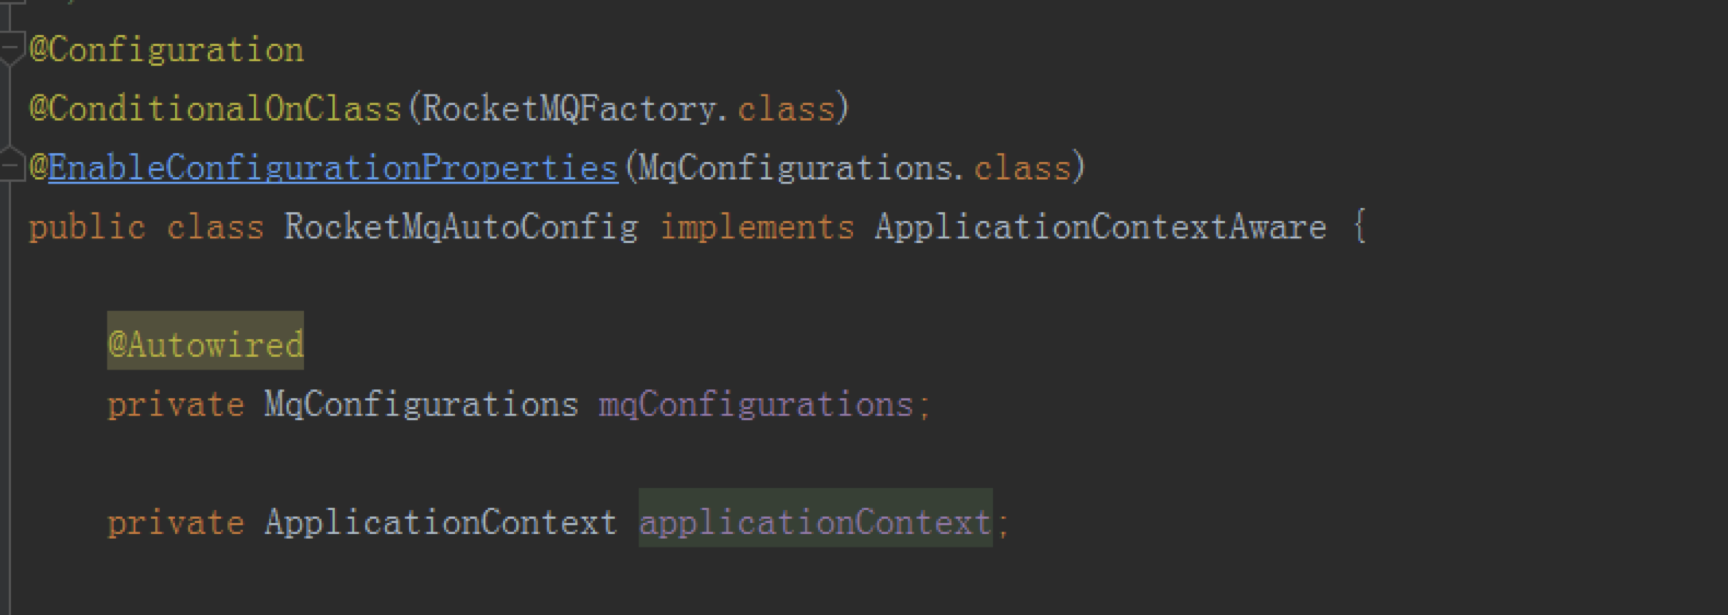 @Configuration
@ConditionalOnClass(RocketMQFactory.class)
@EnableConfigurationProperties(MqConfigurations.class)
public class RocketMqAutoConfig implements ApplicationContextAware {
@Autowired
private MqConfigurations mqConfigurations;
private ApplicationContext applicationContext;